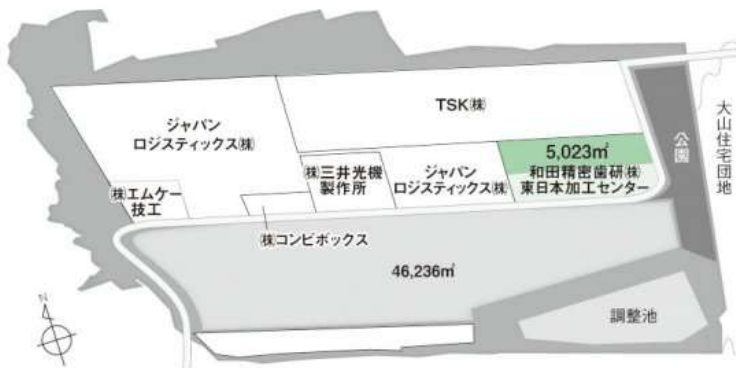 TSK㈱
ジャパン
ロジスティックス㈱
公園
大山住宅団地
5,023㎡
和田精密歯研㈱
東日本加工センター
㈱三井光機
製作所
ジャパン
ロジスティックス㈱
㈱エムケー
技工
㈱コンビボックス
46,236㎡
調整池
N